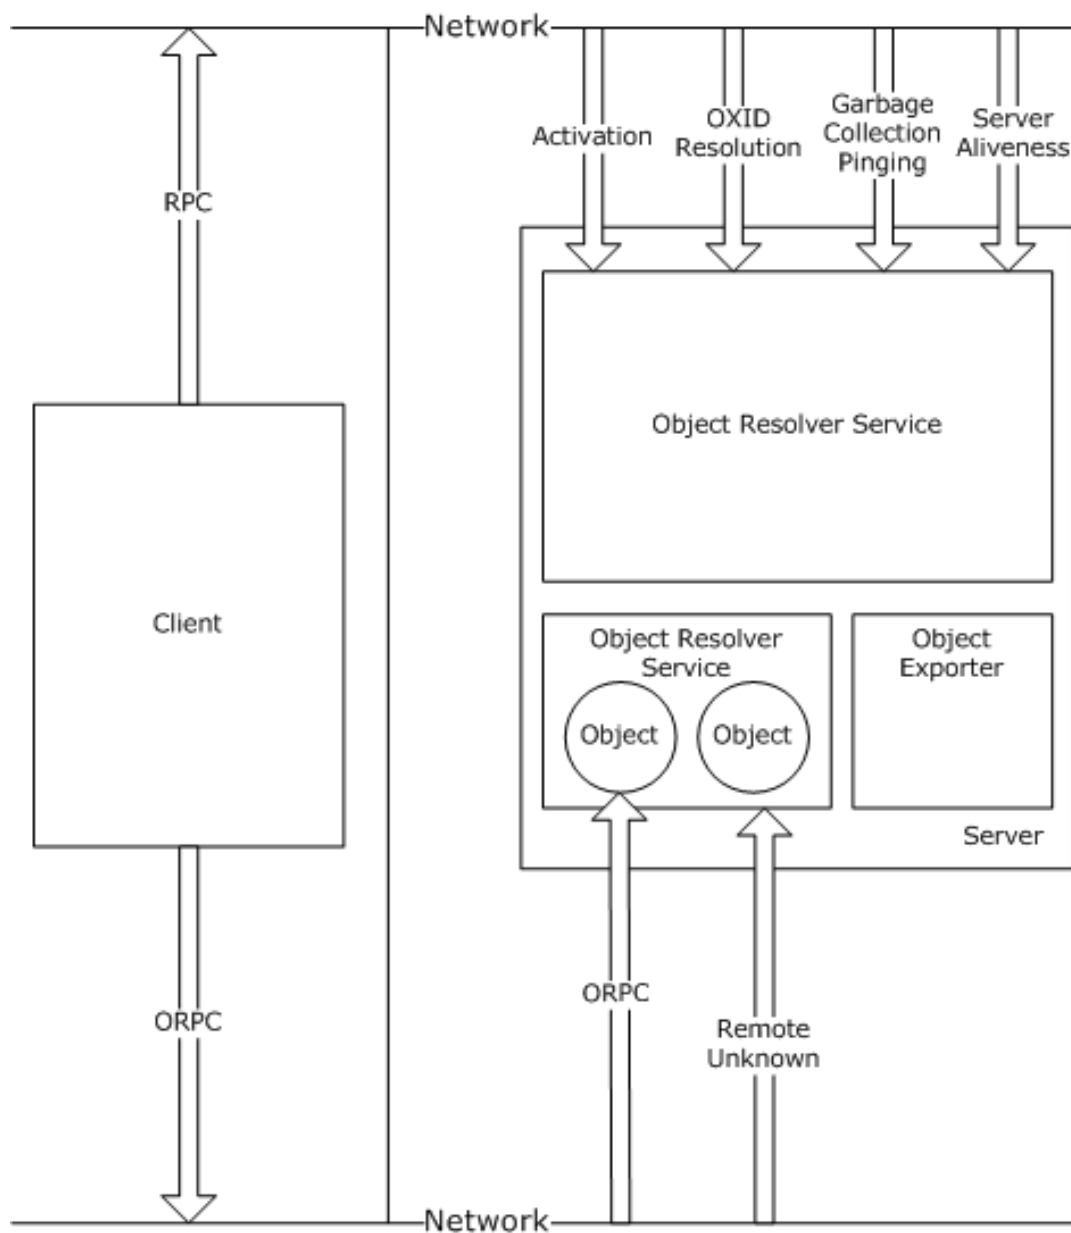 Network
Activation
OXID
Resolution
Garbage
Collection
Pinging
Server
Aliveness
RPC
Object Resolver Service
Client
Object Resolver
Service
Object
Object
Object
Exporter
Server
ORPC
ORPC
Remote
Unknown
Network